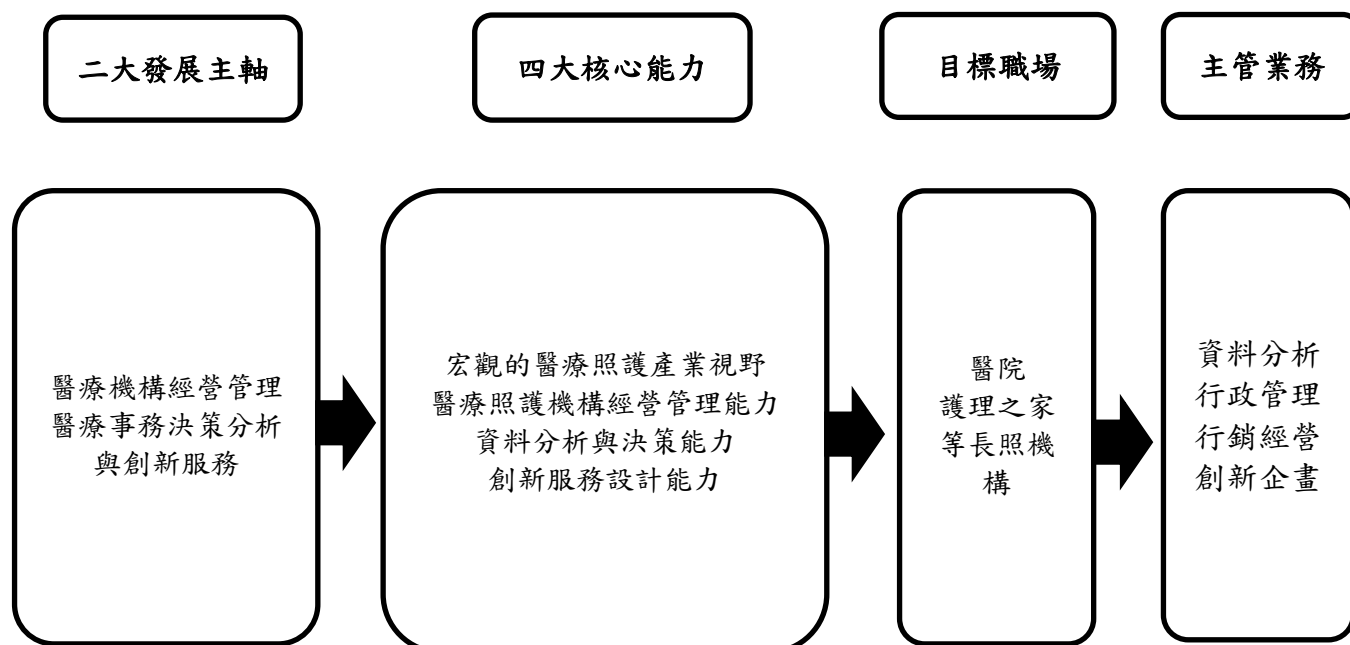 二大發展主軸
四大核心能力
目標職場
主管業務
醫療機構經營管理
醫療事務決策分析
與創新服務
宏觀的醫療照護產業視野
醫療照護機構經營管理能力
資料分析與決策能力
創新服務設計能力
醫院
護理之家
等長照機
構
資料分析
行政管理
行銷經營
創新企畫